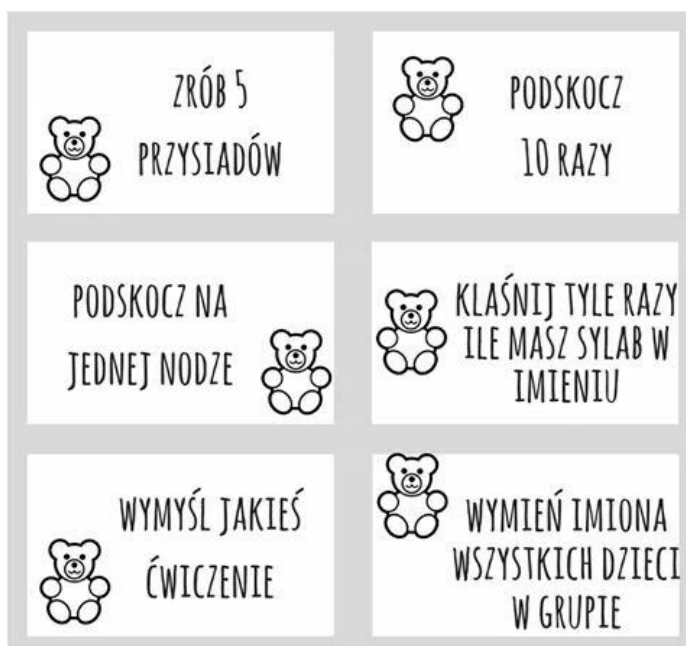 ZRÓB 5
PRZYSIADÓW
PODSKOCZ
10 RAZY
PODSKOCZ NA
JEDNEJ NODZE
KLAŚNIJ TYLE RAZY
ILE MASZ SYLAB W
IMIENIU
WYMYŚL JAKIEŚ
ĆWICZENIE
WYMIEŃ IMIONA
WSZYSTKICH DZIECI
W GRUPIE